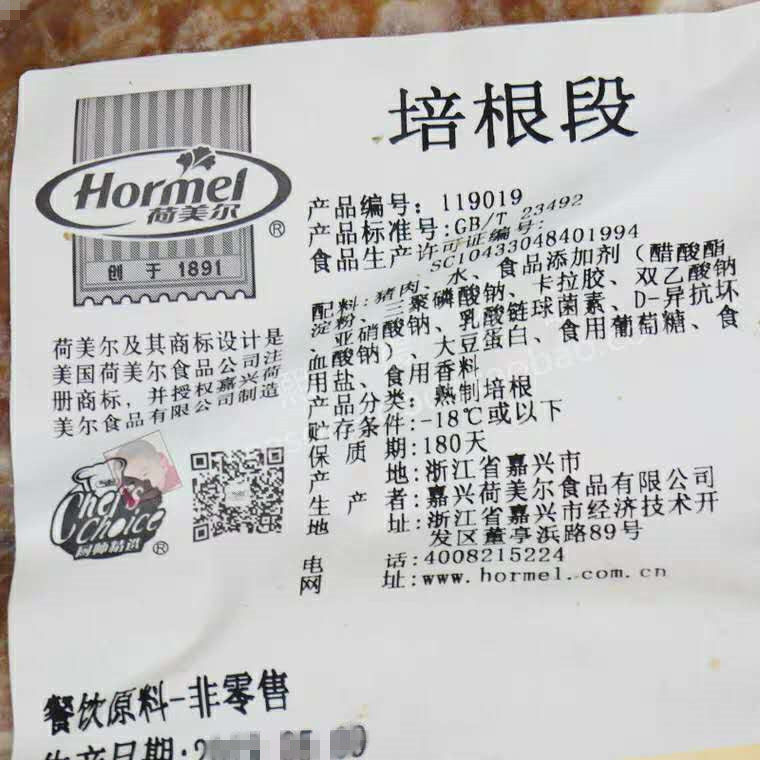 培根段
Hormel
荷美尔
®
创于1891
产品编号: 119019
产品标准号:GB/T 23492
食品生产许可证编号:
SC10433048401994
配料:猪肉、水、食品添加剂（醋酸酯
淀粉、三聚磷酸钠、卡拉胶、双乙酸钠
、亚硝酸钠、乳酸链球菌素、D-异抗坏
血酸钠）、大豆蛋白、食用葡萄糖、食
用盐、食用香料
产品分类: 熟制培根
贮存条件:-18℃或以下
保质期:180天
产地:浙江省嘉兴市
生产者:嘉兴荷美尔食品有限公司
地址:浙江省嘉兴市经济技术开
发区董亭浜路89号
电话:4008215224
网址:www.hormel.com.cn
荷美尔及其商标设计是
美国荷美尔食品公司注
册商标，并授权嘉兴荷
美尔食品有限公司制造
Chef's
Choice
厨帅精选®
餐饮原料-非零售
生产日期:2